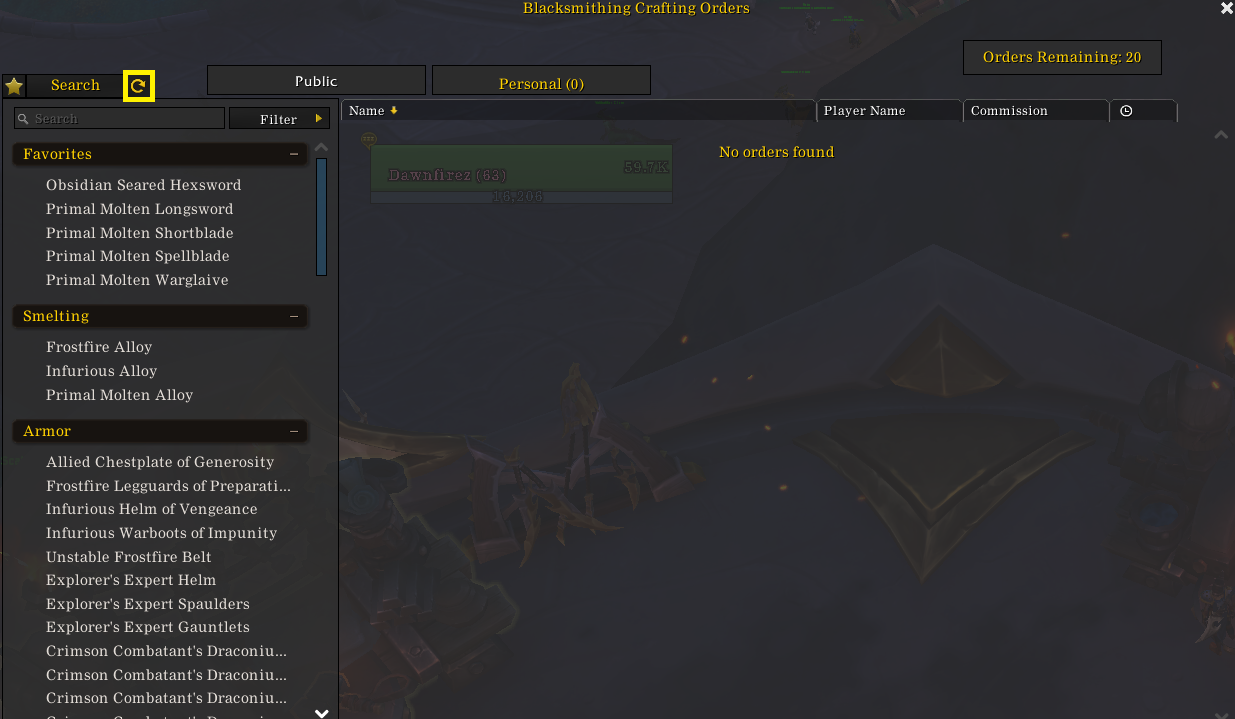 Blacksmithing Crafting Orders
Orders Remaining: 20
Search
Public
Personal (0)
Search
Filter
Name
Player Name
Commission
Favorites
Obsidian Seared Hexsword
Primal Molten Longsword
Primal Molten Shortblade
Primal Molten Spellblade
Primal Molten Warglaive
Smelting
Frostfire Alloy
Infurious Alloy
Primal Molten Alloy
Armor
Allied Chestplate of Generosity
Frostfire Legguards of Preparati...
Infurious Helm of Vengeance
Infurious Warboots of Impunity
Unstable Frostfire Belt
Explorer's Expert Helm
Explorer's Expert Spaulders
Explorer's Expert Gauntlets
Crimson Combatant's Draconiu...
Crimson Combatant's Draconiu...
Crimson Combatant's Draconiu...
No orders found
Dawnfirez (63)
59.7K
16,206